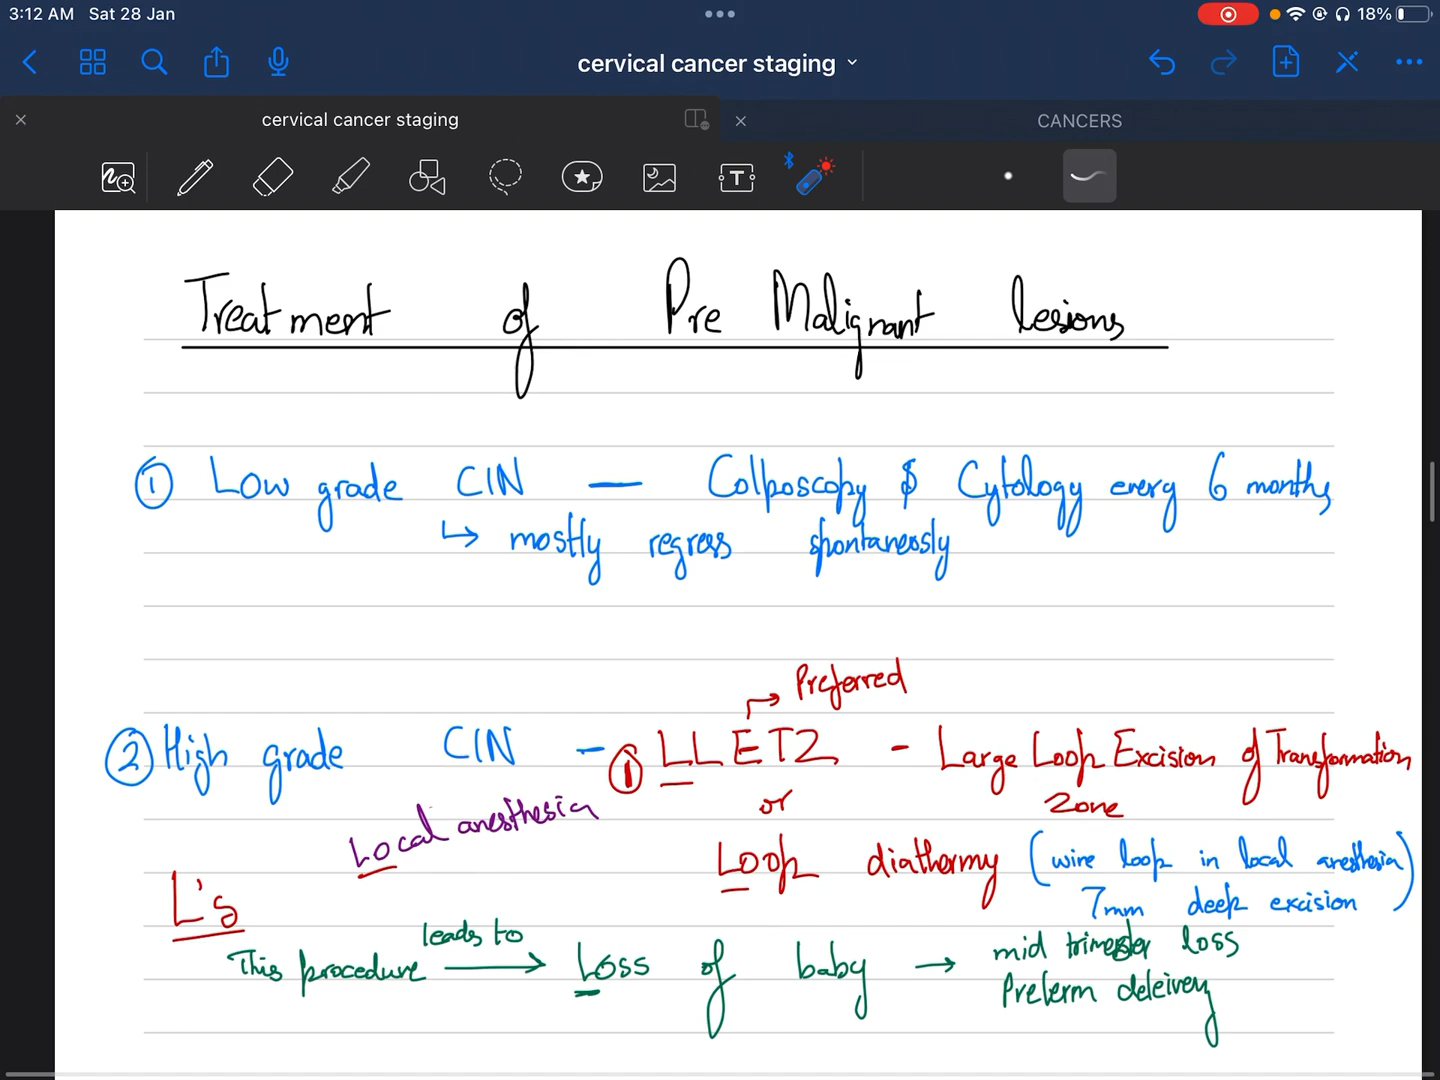 3:12 AM Sat 28 Jan
18%
cervical cancer staging
cervical cancer staging
CANCERS
T
Treatment of Pre Malignant lesions
① Low grade CIN — Colposcopy & Cytology every 6 months
↳ mostly regress spontaneously
Preferred
② High grade CIN - ① LLETZ - Large Loop Excision of Transformation
or Zone
Local anesthesia
Loop diathermy (wire loop in local anesthesia)
7mm deep excision
L's
This procedure leads to → Loss of baby → mid trimester loss
Preterm deleivery